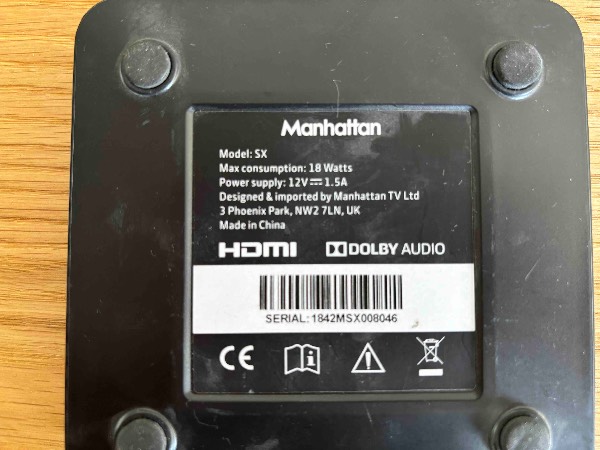 Manhattan
Model: SX
Max consumption: 18 Watts
Power supply: 12V⎓1.5A
Designed & imported by Manhattan TV Ltd
3 Phoenix Park, NW2 7LN, UK
Made in China
HDMI DOLBY AUDIO
SERIAL: 1842MSX008046
CE